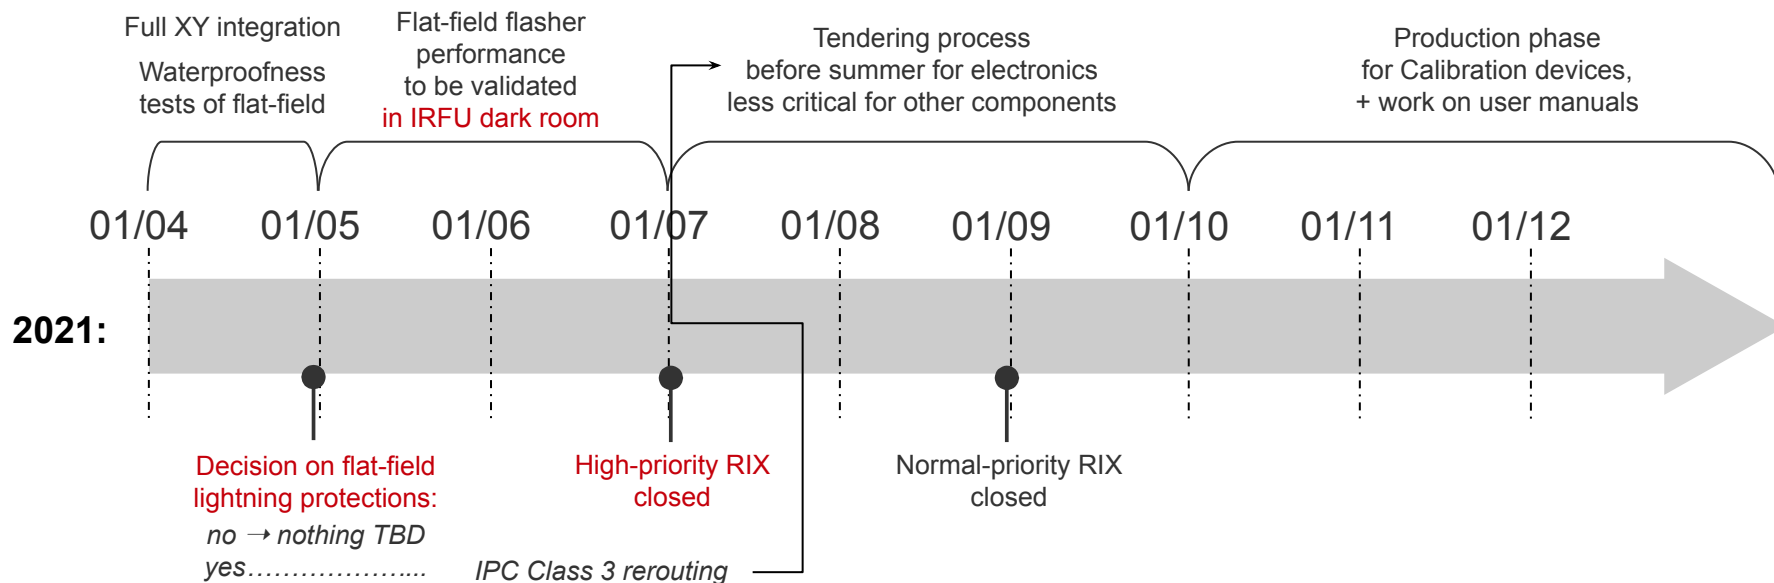 Full XY integration
Waterproofness
tests of flat-field
Flat-field flasher
performance
to be validated
in IRFU dark room
Tendering process
before summer for electronics
less critical for other components
Production phase
for Calibration devices,
+ work on user manuals
01/04 01/05 01/06 01/07 01/08 01/09 01/10 01/11 01/12
2021:
Decision on flat-field
lightning protections:
no → nothing TBD
yes…………………... IPC Class 3 rerouting
High-priority RIX
closed
Normal-priority RIX
closed